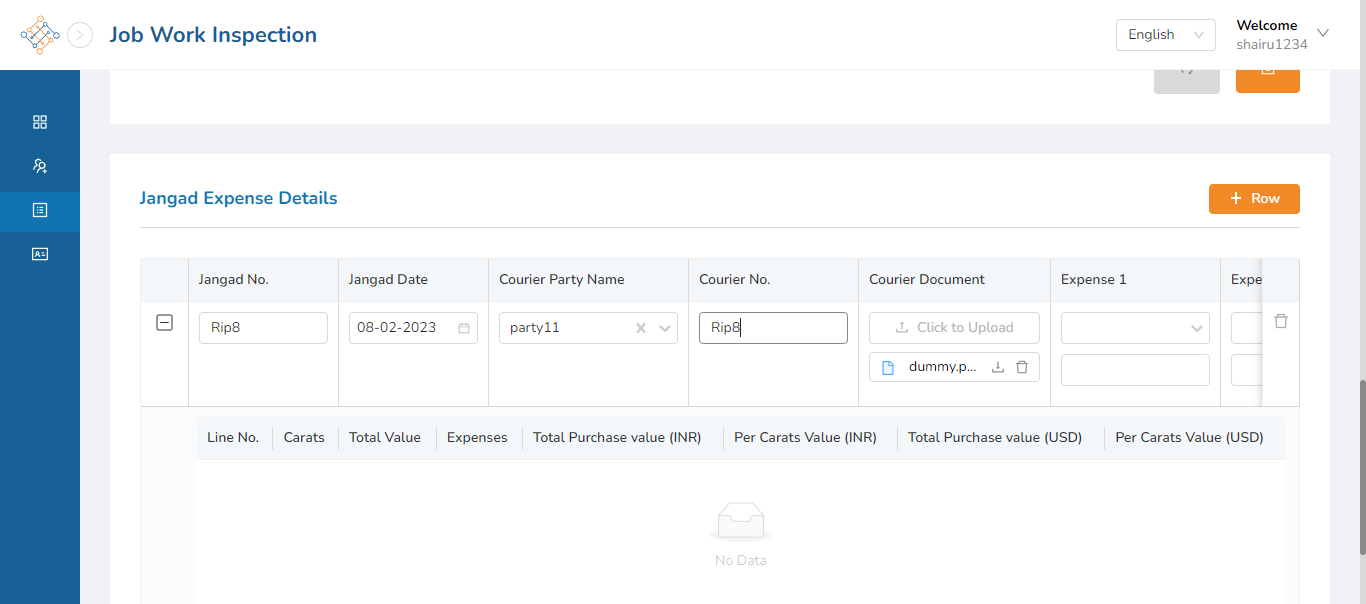 Job Work Inspection
English
Welcome
shairu1234
Jangad Expense Details
+ Row
Jangad No. Jangad Date Courier Party Name Courier No. Courier Document Expense 1 Expe
Rip8 08-02-2023 party11 Rip8 Click to Upload
dummy.p...
Line No. Carats Total Value Expenses Total Purchase value (INR) Per Carats Value (INR) Total Purchase value (USD) Per Carats Value (USD)
No Data